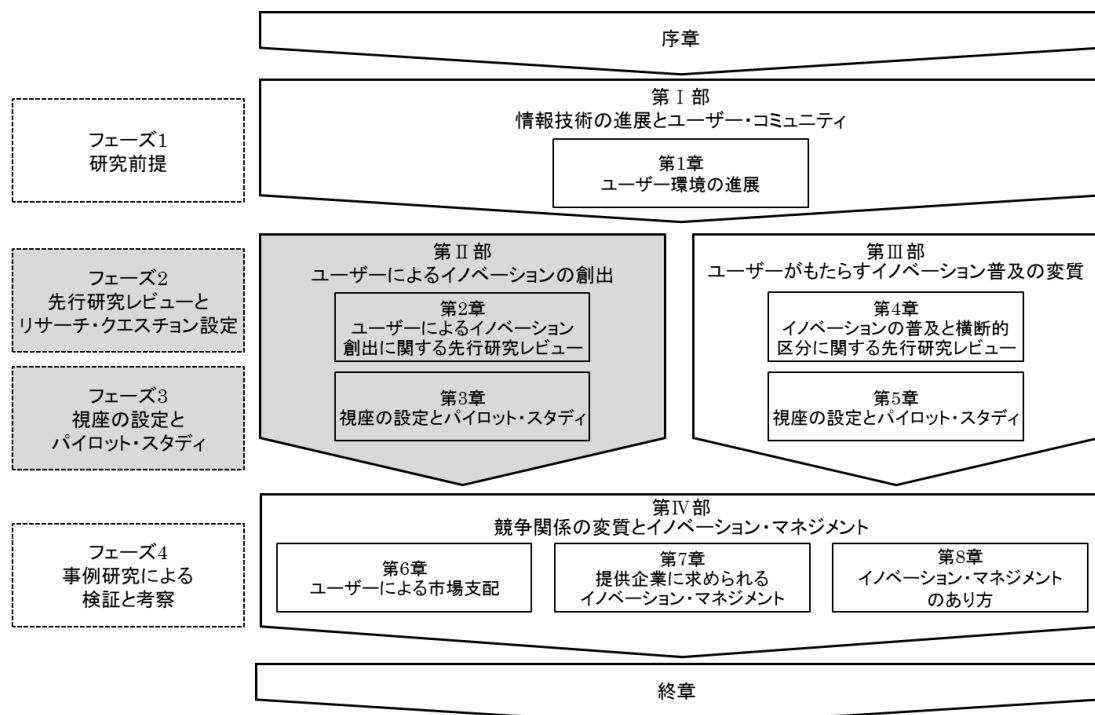 序章
フェーズ1
研究前提
第Ⅰ部
情報技術の進展とユーザー・コミュニティ
第1章
ユーザー環境の進展
フェーズ2
先行研究レビューと
リサーチ・クエスチョン設定
フェーズ3
視座の設定と
パイロット・スタディ
第Ⅱ部
ユーザーによるイノベーションの創出
第2章
ユーザーによるイノベーション
創出に関する先行研究レビュー
第3章
視座の設定とパイロット・スタディ
第Ⅲ部
ユーザーがもたらすイノベーション普及の変質
第4章
イノベーションの普及と横断的
区分に関する先行研究レビュー
第5章
視座の設定とパイロット・スタディ
フェーズ4
事例研究による
検証と考察
第Ⅳ部
競争関係の変質とイノベーション・マネジメント
第6章
ユーザーによる市場支配
第7章
提供企業に求められる
イノベーション・マネジメント
第8章
イノベーション・マネジメント
のあり方
終章